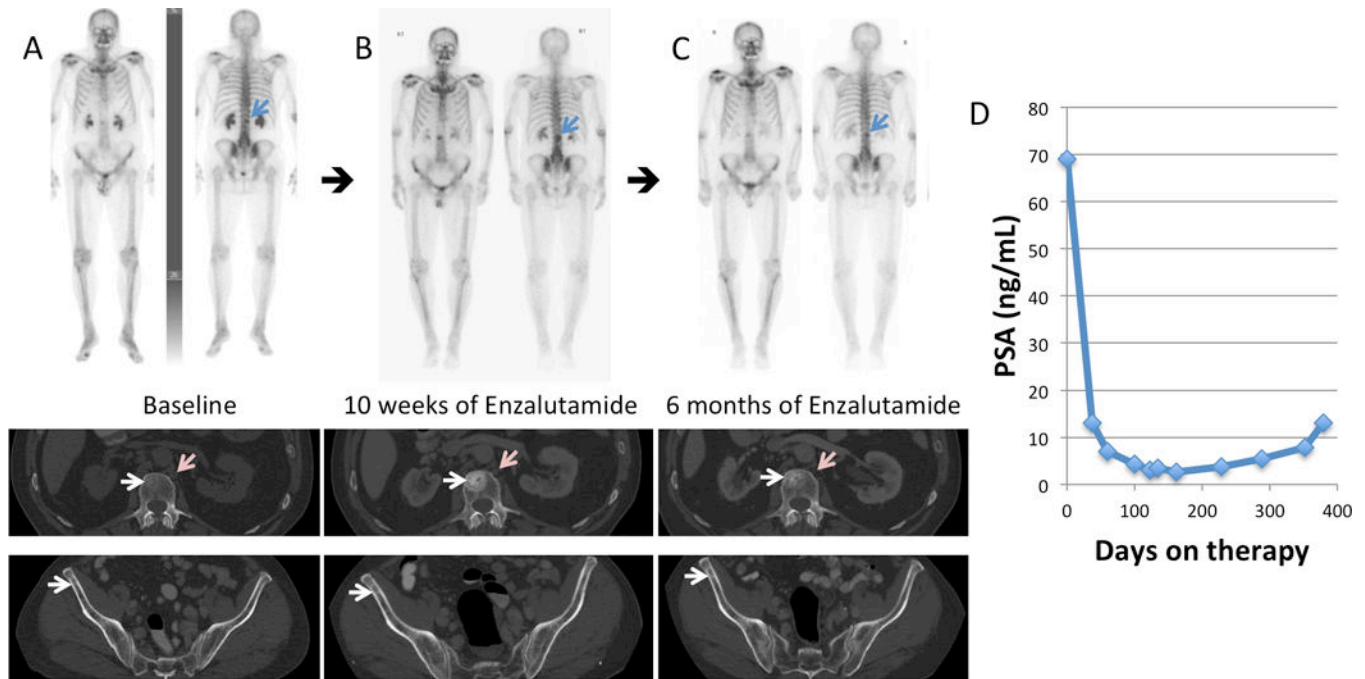 A
B
C
Baseline
10 weeks of Enzalutamide
6 months of Enzalutamide
D
PSA (ng/mL)
80
70
60
50
40
30
20
10
0
0 100 200 300 400
Days on therapy